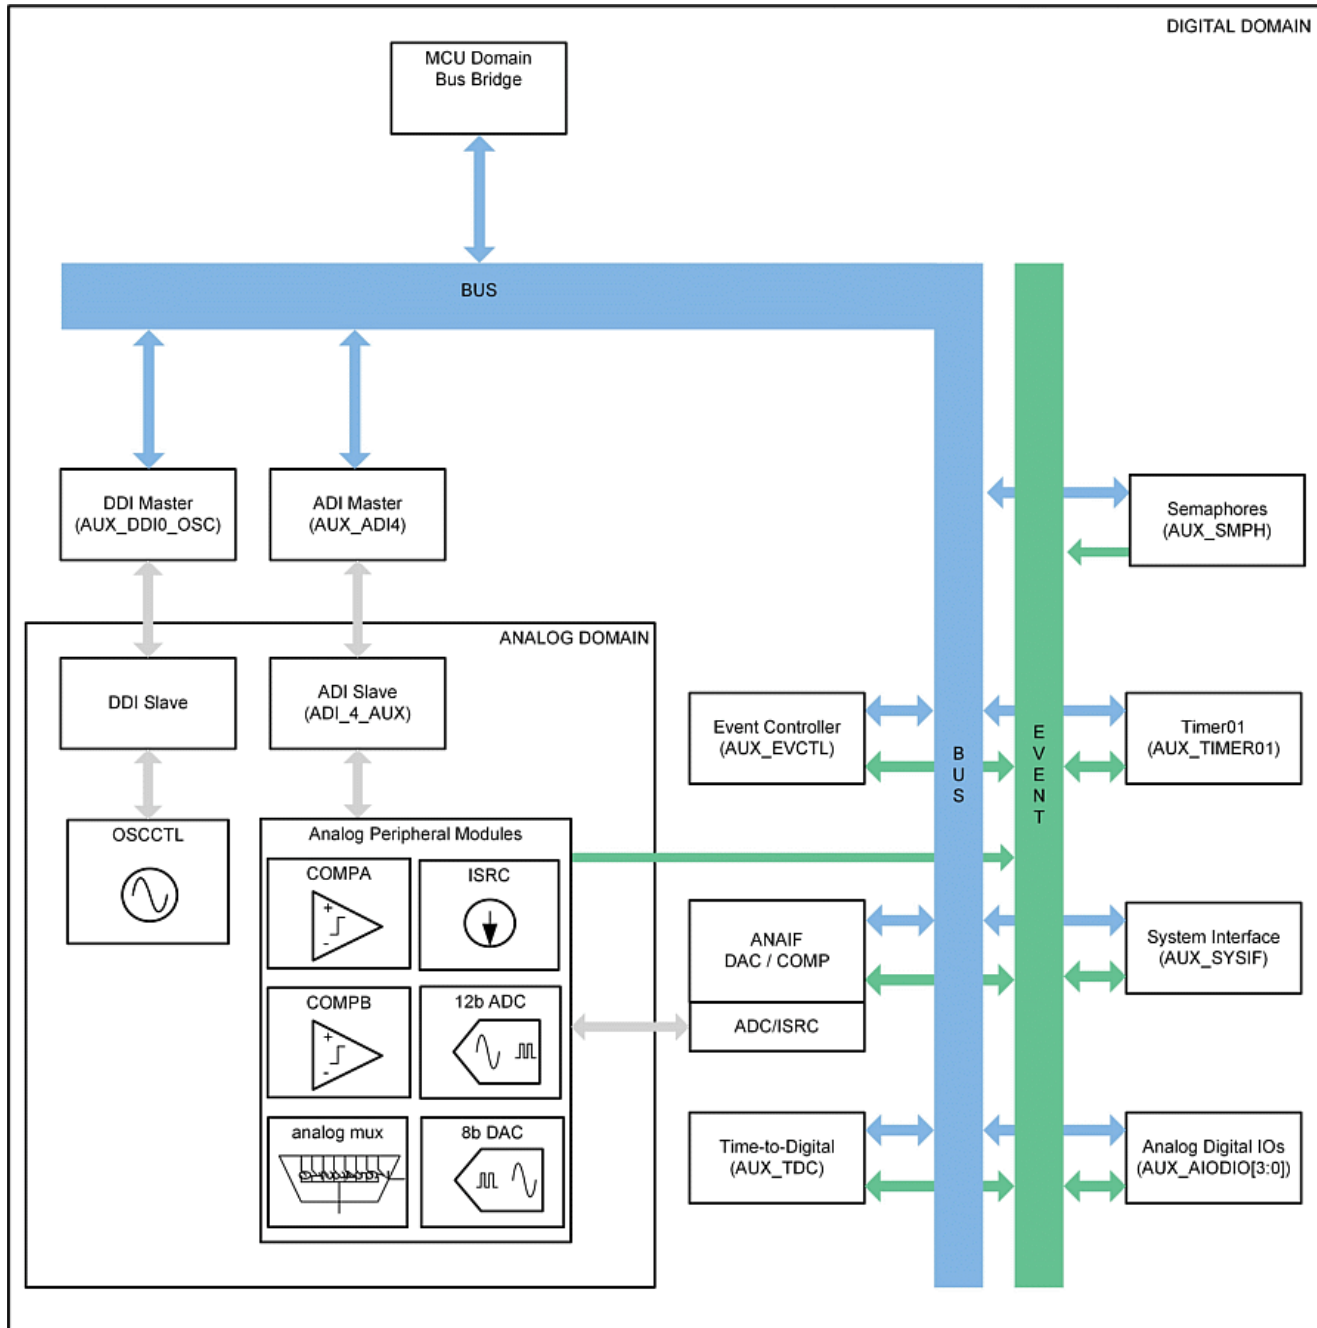 DIGITAL DOMAIN
MCU Domain
Bus Bridge
BUS
DDI Master
(AUX_DDI0_OSC)
ADI Master
(AUX_ADI4)
Semaphores
(AUX_SMPH)
ANALOG DOMAIN
DDI Slave
ADI Slave
(ADI_4_AUX)
Event Controller
(AUX_EVCTL)
B
U
S
E
V
E
N
T
Timer01
(AUX_TIMER01)
OSCCTL
Analog Peripheral Modules
COMPA
+
-
ISRC
COMPB
+
-
12b ADC
analog mux
8b DAC
ANAIF
DAC / COMP
ADC/ISRC
System Interface
(AUX_SYSIF)
Time-to-Digital
(AUX_TDC)
Analog Digital IOs
(AUX_AIODIO[3:0])